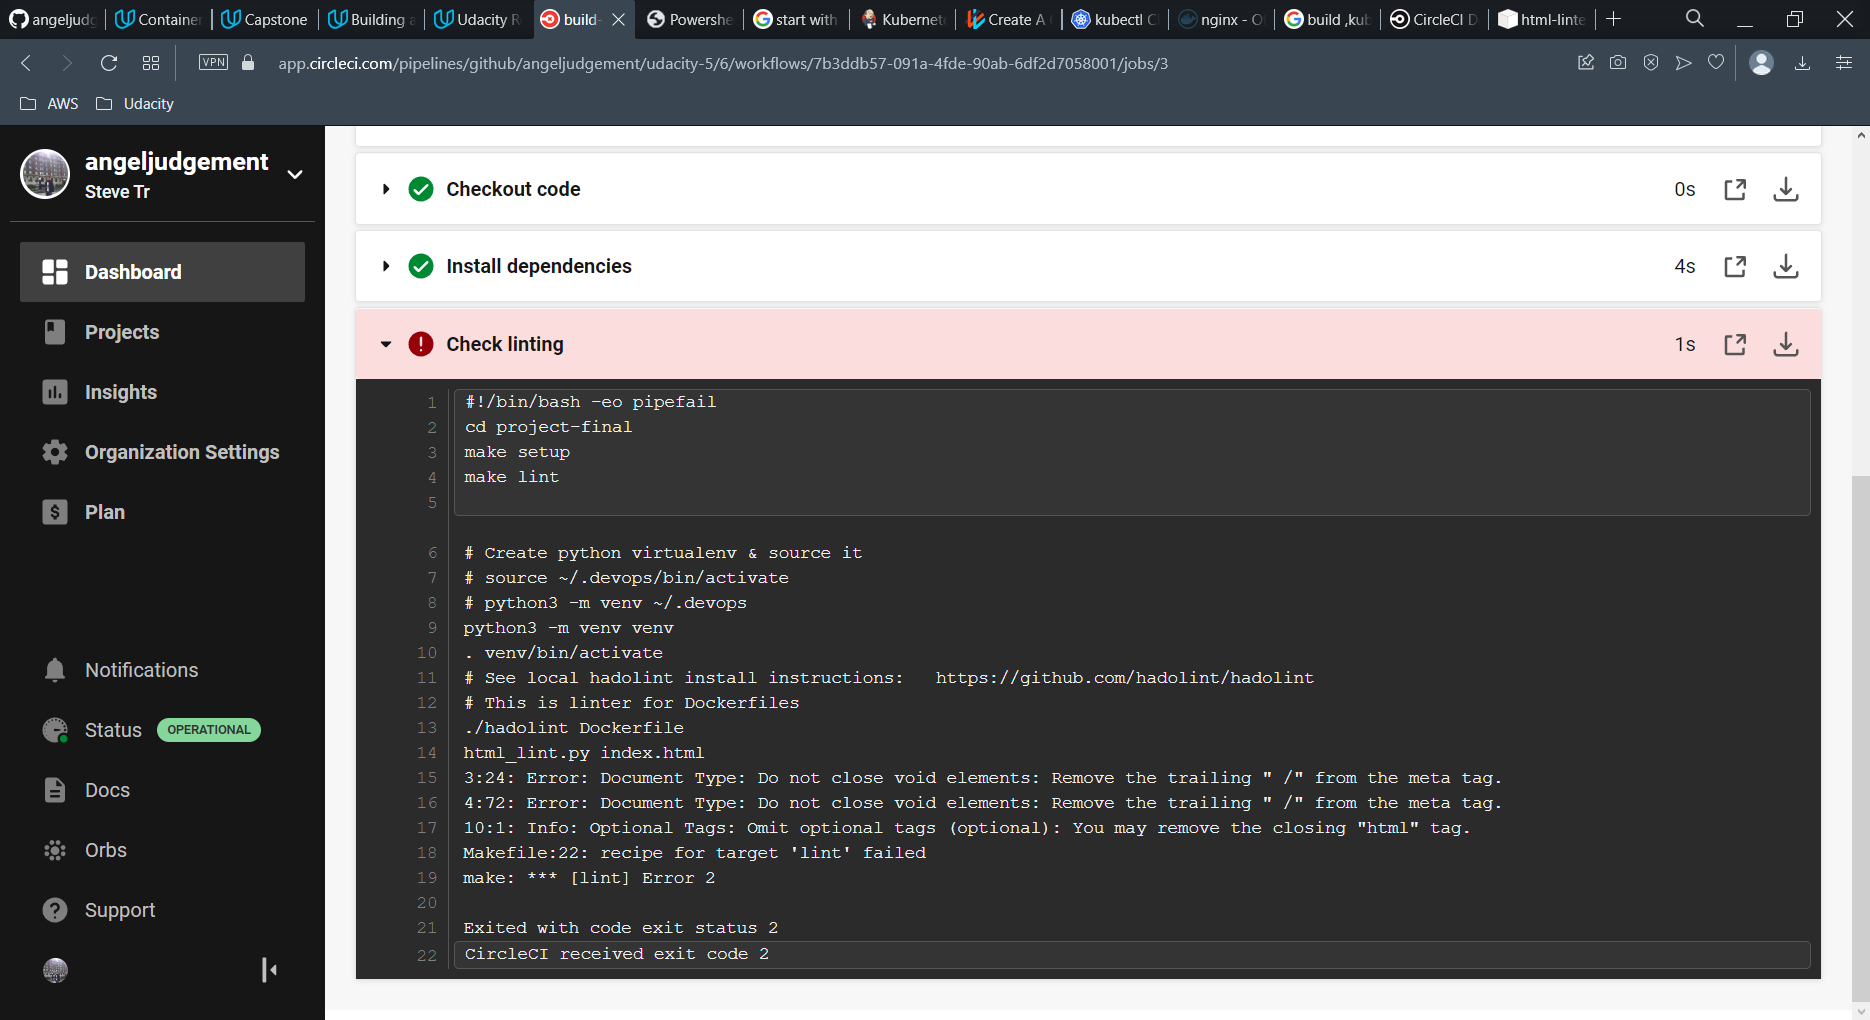 angeljudg
Container
Capstone
Building a
Udacity R
build-
Powershe
start with
Kubernet
Create A
kubectl C
nginx - O
build ,kub
CircleCI D
html-linte
VPN
app.circleci.com/pipelines/github/angeljudgement/udacity-5/6/workflows/7b3ddb57-091a-4fde-90ab-6df2d7058001/jobs/3
AWS
Udacity
angeljudgement
Steve Tr
Dashboard
Projects
Insights
Organization Settings
Plan
Notifications
Status OPERATIONAL
Docs
Orbs
Support
Checkout code 0s
Install dependencies 4s
Check linting 1s
1 #!/bin/bash -eo pipefail
2 cd project-final
3 make setup
4 make lint
5
6 # Create python virtualenv & source it
7 # source ~/.devops/bin/activate
8 # python3 -m venv ~/.devops
9 python3 -m venv venv
10 . venv/bin/activate
11 # See local hadolint install instructions:   https://github.com/hadolint/hadolint
12 # This is linter for Dockerfiles
13 ./hadolint Dockerfile
14 html_lint.py index.html
15 3:24: Error: Document Type: Do not close void elements: Remove the trailing " /" from the meta tag.
16 4:72: Error: Document Type: Do not close void elements: Remove the trailing " /" from the meta tag.
17 10:1: Info: Optional Tags: Omit optional tags (optional): You may remove the closing "html" tag.
18 Makefile:22: recipe for target 'lint' failed
19 make: *** [lint] Error 2
20
21 Exited with code exit status 2
22 CircleCI received exit code 2